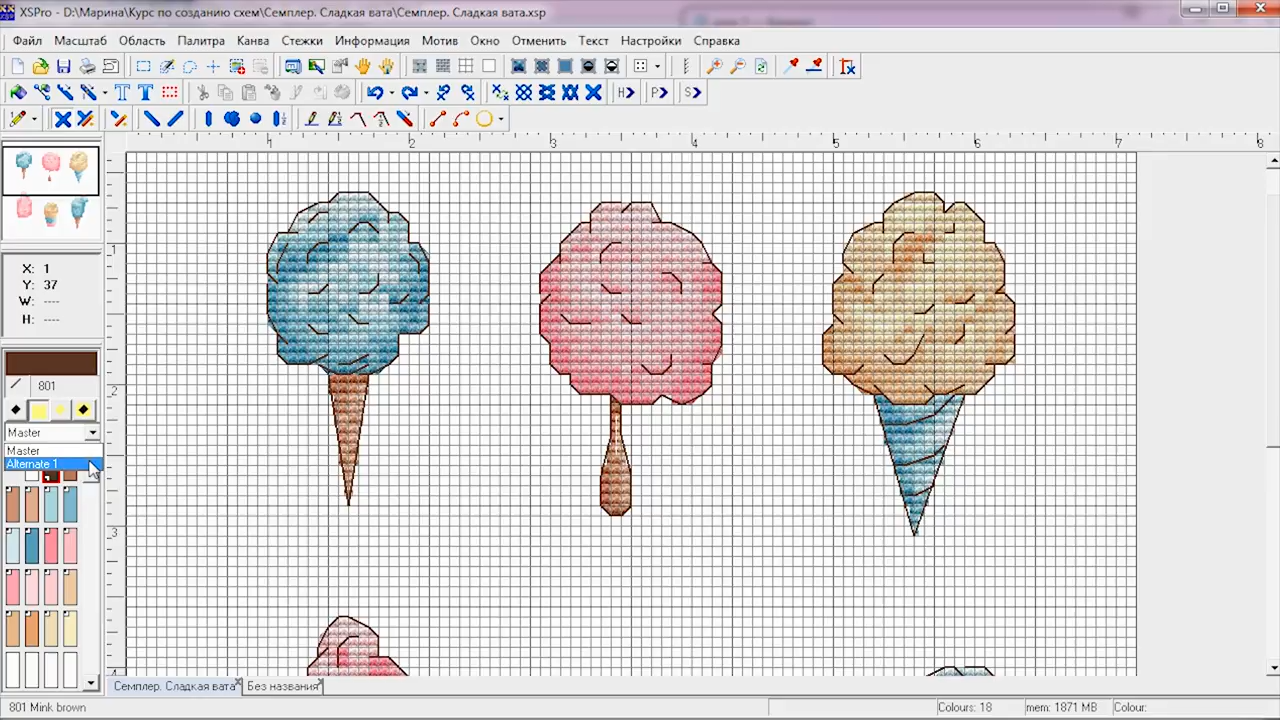 XSPro - D:\Марина\Курс по созданию схем\Семплер. Сладкая вата\Семплер. Сладкая вата.xsp
Файл Масштаб Область Палитра Канва Стежки Информация Мотив Окно Отменить Текст Настройки Справка
H P S
1 2 3 4 5 6 7 8
1
X: 1
Y: 37
W: ----
H: ----
801
2
Master
Master
Alternate 1
3
4
Семплер. Сладкая вата Без названия
801 Mink brown Colours: 18 mem: 1871 MB Colour: